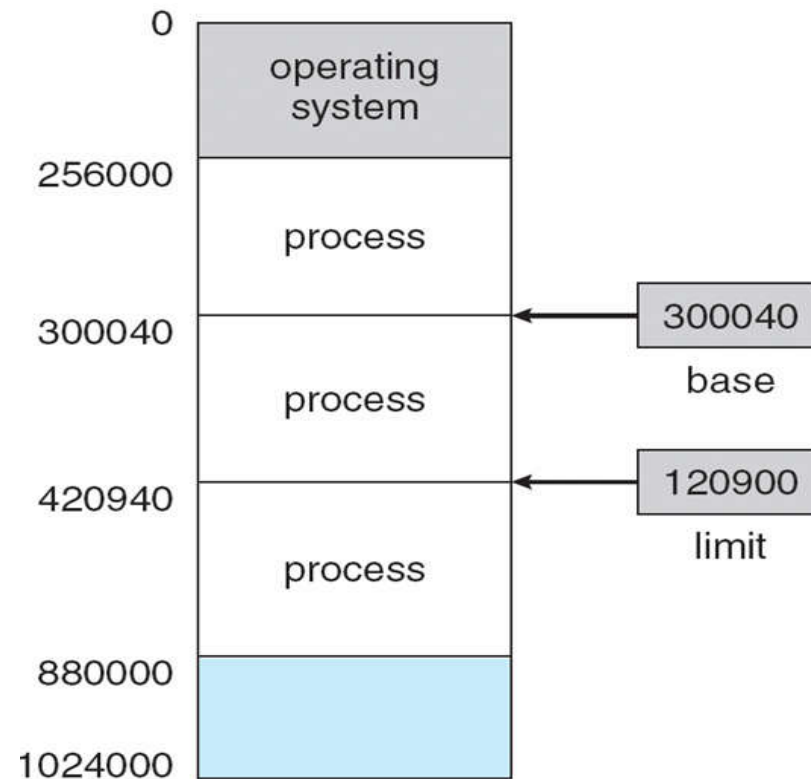 0
operating
system
256000
process
300040
300040
base
process
420940
120900
limit
process
880000
1024000